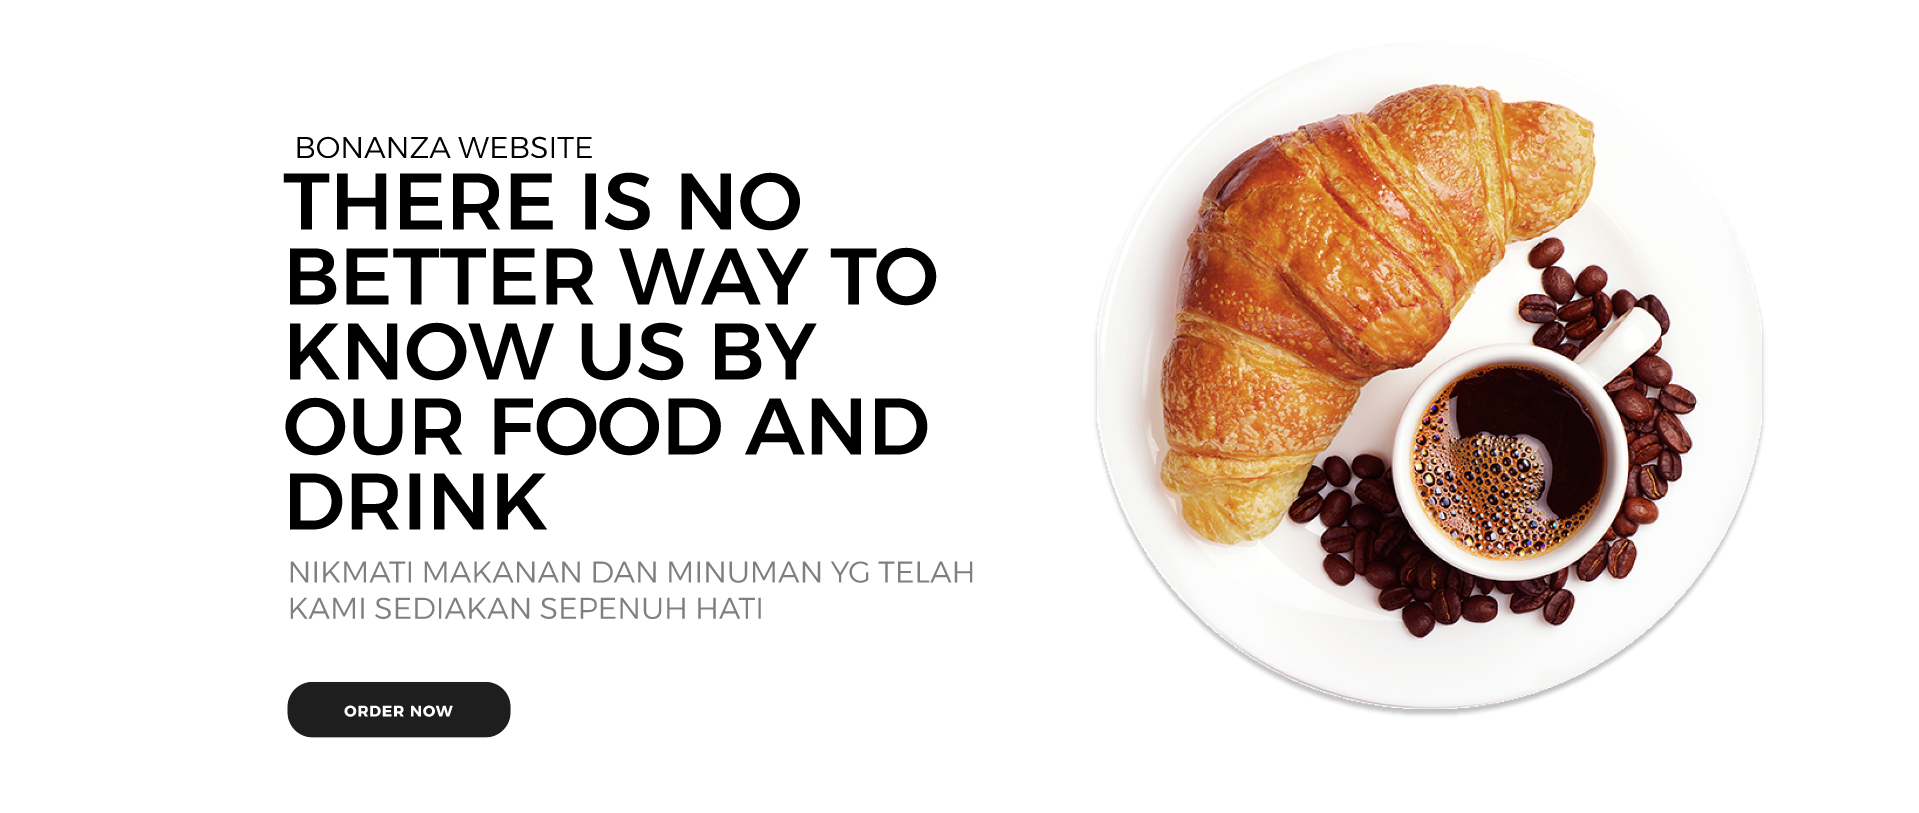 BONANZA WEBSITE
THERE IS NO
BETTER WAY TO
KNOW US BY
OUR FOOD AND
DRINK
NIKMATI MAKANAN DAN MINUMAN YG TELAH
KAMI SEDIAKAN SEPENUH HATI
ORDER NOW